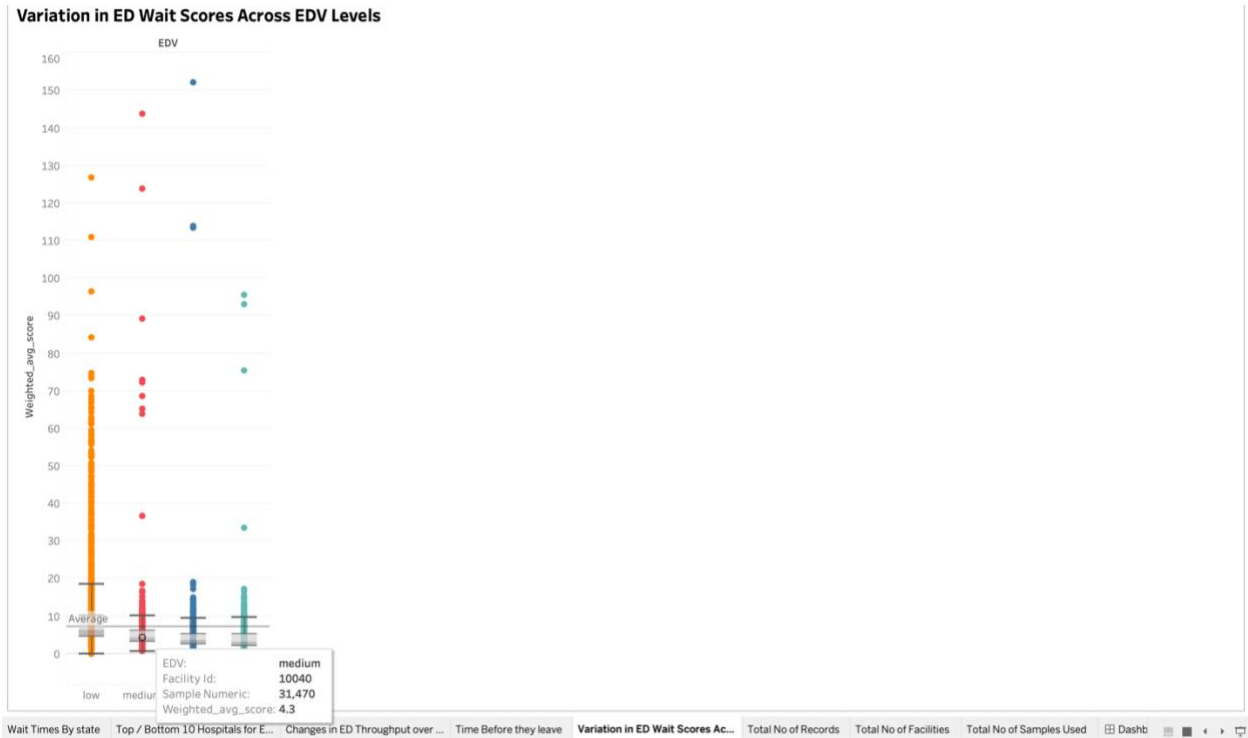 Variation in ED Wait Scores Across EDV Levels
EDV
160
150
140
130
120
110
100
90
80
70
60
50
40
30
20
10
0
Weighted_avg_score
Average
low
mediur
EDV: medium
Facility Id: 10040
Sample Numeric: 31,470
Weighted_avg_score: 4.3
Wait Times By state Top / Bottom 10 Hospitals for E... Changes in ED Throughput over ... Time Before they leave Variation in ED Wait Scores Ac... Total No of Records Total No of Facilities Total No of Samples Used Dashb